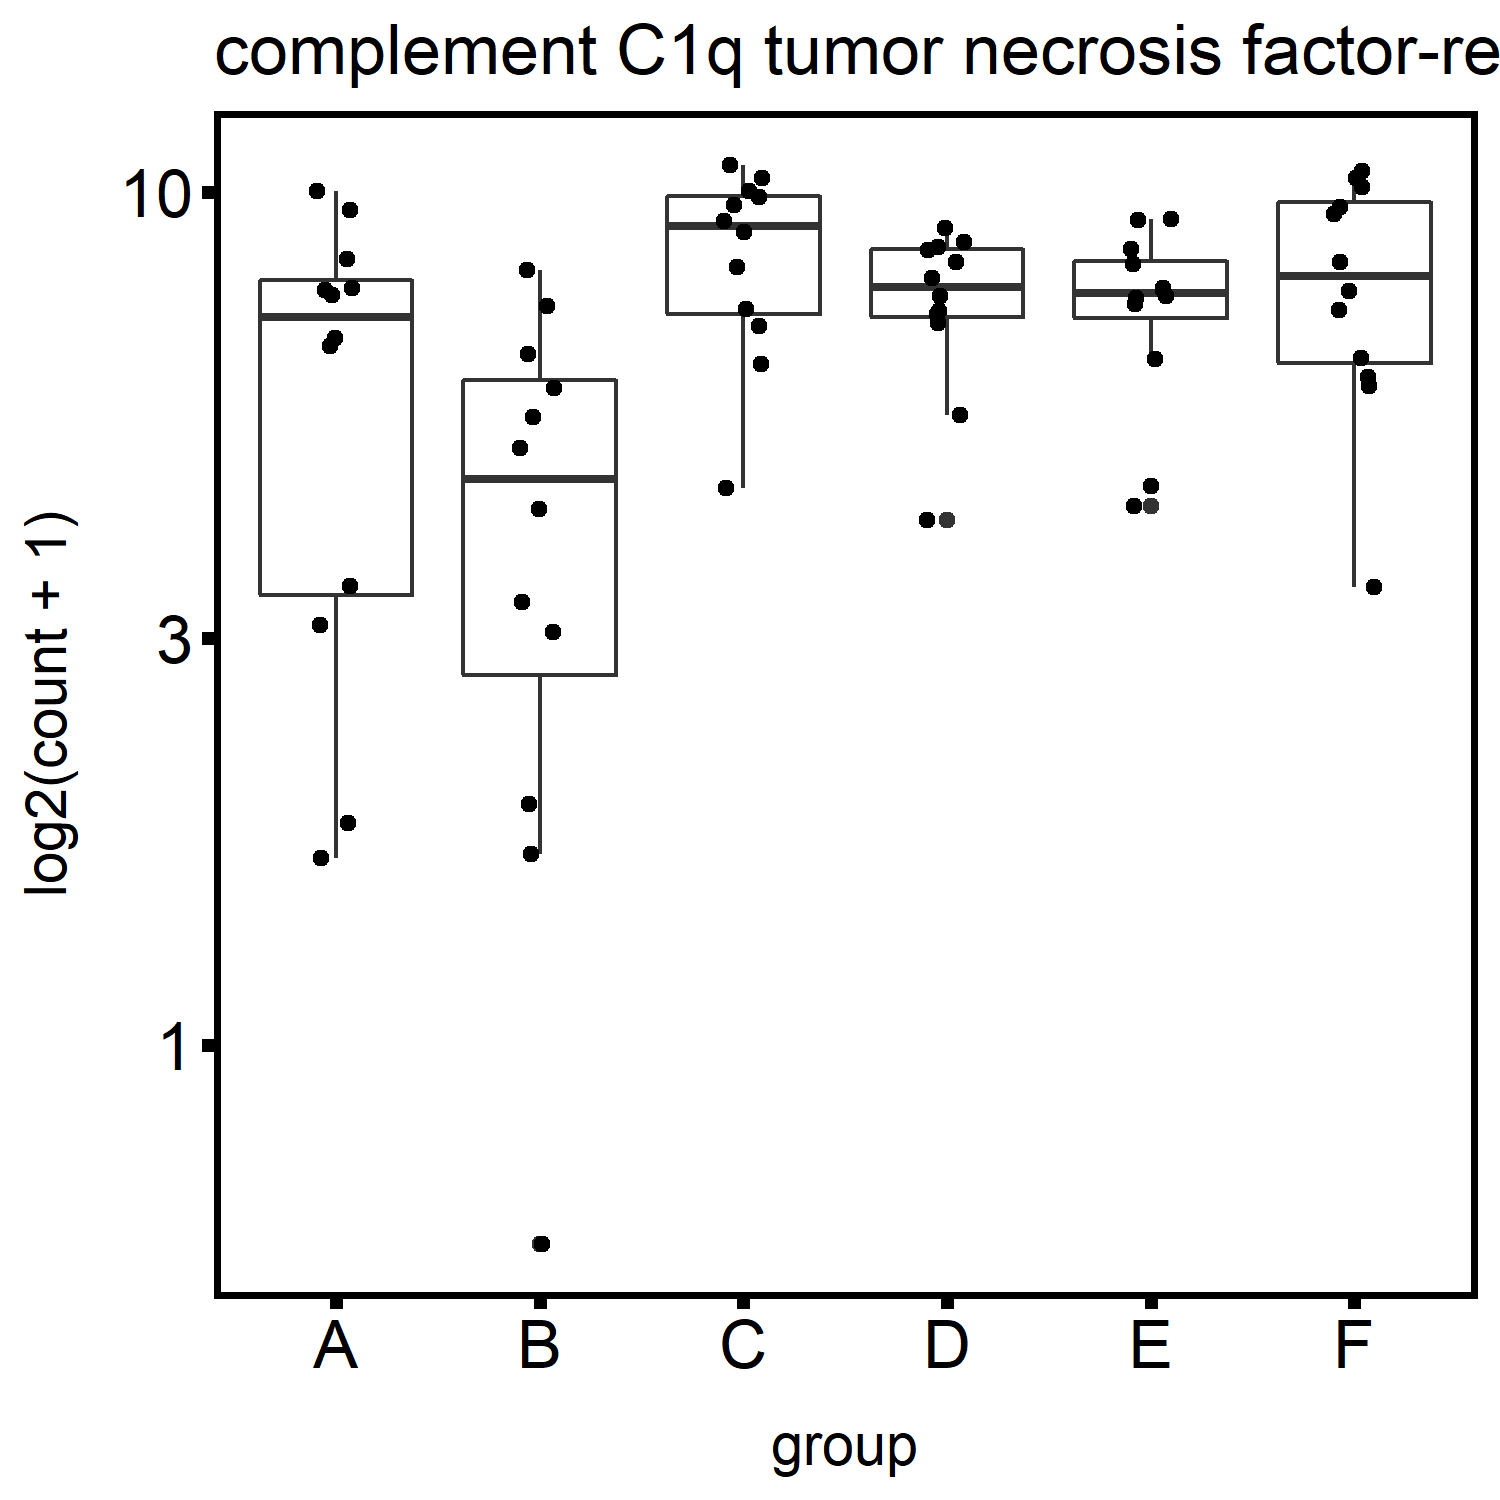 complement C1q tumor necrosis factor-re
10
3
1
log2(count + 1)
A B C D E F
group